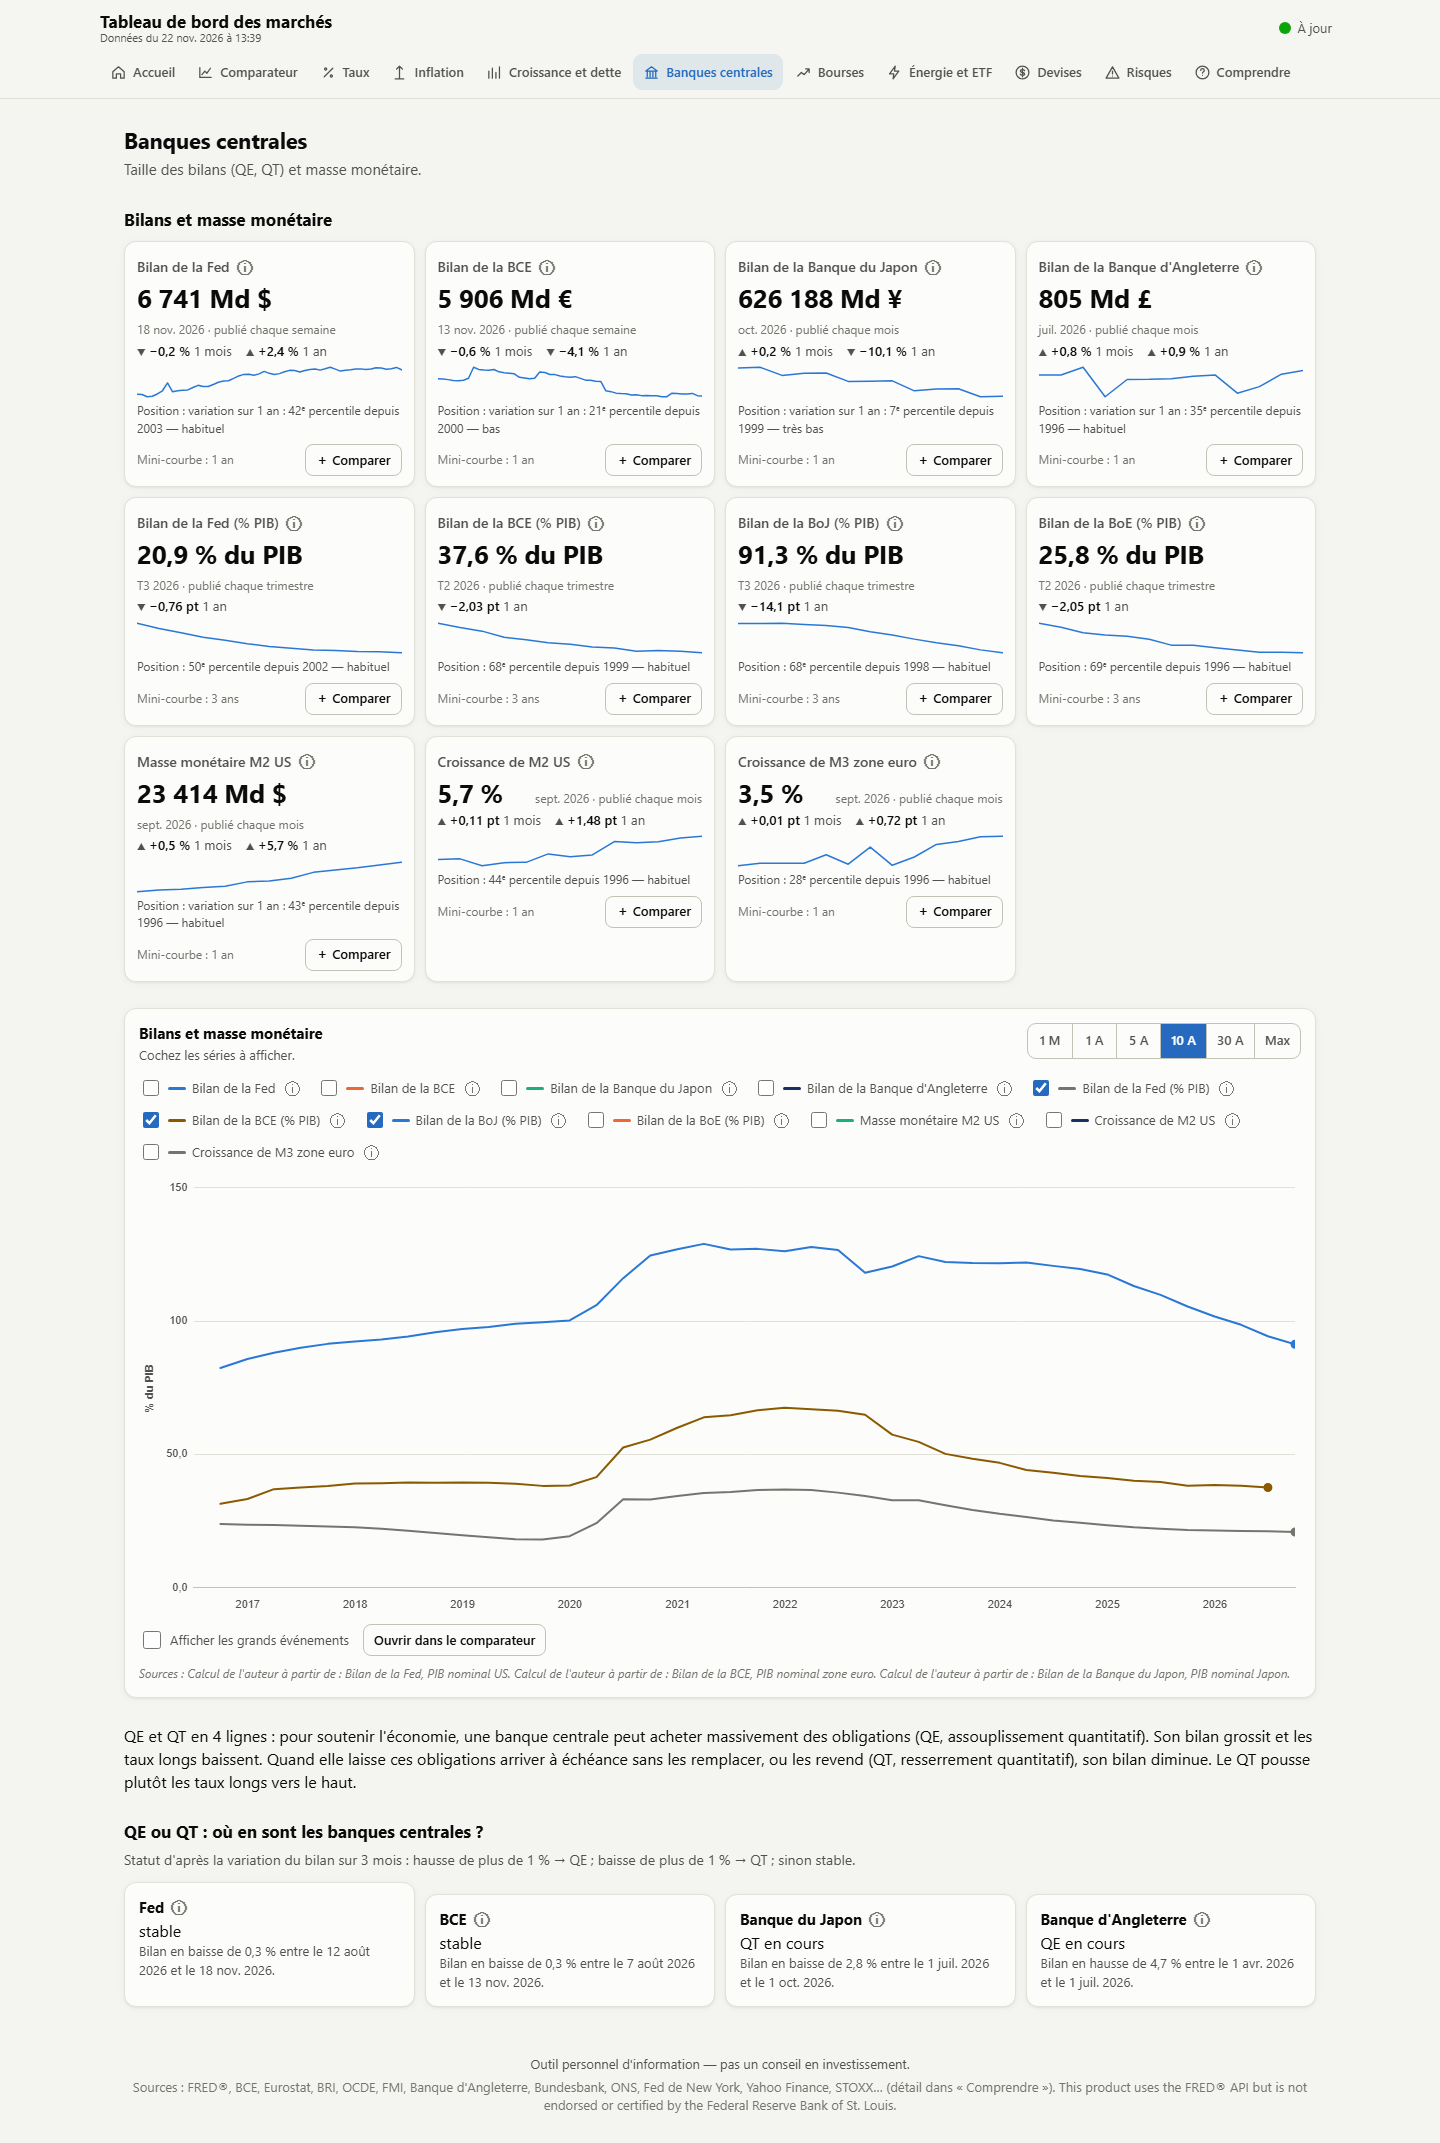 Tableau de bord des marchés
Données du 22 nov. 2026 à 13:39
À jour
Accueil Comparateur Taux Inflation Croissance et dette Banques centrales Bourses Énergie et ETF Devises Risques Comprendre
Banques centrales
Taille des bilans (QE, QT) et masse monétaire.
Bilans et masse monétaire
Bilan de la Fed
6 741 Md $
18 nov. 2026 · publié chaque semaine
▼ −0,2 % 1 mois ▲ +2,4 % 1 an
Position : variation sur 1 an : 42ᵉ percentile depuis
2003 — habituel
Mini-courbe : 1 an + Comparer
Bilan de la BCE
5 906 Md €
13 nov. 2026 · publié chaque semaine
▼ −0,6 % 1 mois ▼ −4,1 % 1 an
Position : variation sur 1 an : 21ᵉ percentile depuis
2000 — bas
Mini-courbe : 1 an + Comparer
Bilan de la Banque du Japon
626 188 Md ¥
oct. 2026 · publié chaque mois
▲ +0,2 % 1 mois ▼ −10,1 % 1 an
Position : variation sur 1 an : 7ᵉ percentile depuis
1999 — très bas
Mini-courbe : 1 an + Comparer
Bilan de la Banque d'Angleterre
805 Md £
juil. 2026 · publié chaque mois
▲ +0,8 % 1 mois ▲ +0,9 % 1 an
Position : variation sur 1 an : 35ᵉ percentile depuis
1996 — habituel
Mini-courbe : 1 an + Comparer
Bilan de la Fed (% PIB)
20,9 % du PIB
T3 2026 · publié chaque trimestre
▼ −0,76 pt 1 an
Position : 50ᵉ percentile depuis 2002 — habituel
Mini-courbe : 3 ans + Comparer
Bilan de la BCE (% PIB)
37,6 % du PIB
T2 2026 · publié chaque trimestre
▼ −2,03 pt 1 an
Position : 68ᵉ percentile depuis 1999 — habituel
Mini-courbe : 3 ans + Comparer
Bilan de la BoJ (% PIB)
91,3 % du PIB
T3 2026 · publié chaque trimestre
▼ −14,1 pt 1 an
Position : 68ᵉ percentile depuis 1998 — habituel
Mini-courbe : 3 ans + Comparer
Bilan de la BoE (% PIB)
25,8 % du PIB
T2 2026 · publié chaque trimestre
▼ −2,05 pt 1 an
Position : 69ᵉ percentile depuis 1996 — habituel
Mini-courbe : 3 ans + Comparer
Masse monétaire M2 US
23 414 Md $
sept. 2026 · publié chaque mois
▲ +0,5 % 1 mois ▲ +5,7 % 1 an
Position : variation sur 1 an : 43ᵉ percentile depuis
1996 — habituel
Mini-courbe : 1 an + Comparer
Croissance de M2 US
5,7 % sept. 2026 · publié chaque mois
▲ +0,11 pt 1 mois ▲ +1,48 pt 1 an
Position : 44ᵉ percentile depuis 1996 — habituel
Mini-courbe : 1 an + Comparer
Croissance de M3 zone euro
3,5 % sept. 2026 · publié chaque mois
▲ +0,01 pt 1 mois ▲ +0,72 pt 1 an
Position : 28ᵉ percentile depuis 1996 — habituel
Mini-courbe : 1 an + Comparer
Bilans et masse monétaire
Cochez les séries à afficher.
1 M 1 A 5 A 10 A 30 A Max
Bilan de la Fed Bilan de la BCE Bilan de la Banque du Japon Bilan de la Banque d'Angleterre Bilan de la Fed (% PIB)
Bilan de la BCE (% PIB) Bilan de la BoJ (% PIB) Bilan de la BoE (% PIB) Masse monétaire M2 US Croissance de M2 US
Croissance de M3 zone euro
150
100
50,0
0,0
% du PIB
2017 2018 2019 2020 2021 2022 2023 2024 2025 2026
Afficher les grands événements Ouvrir dans le comparateur
Sources : Calcul de l'auteur à partir de : Bilan de la Fed, PIB nominal US. Calcul de l'auteur à partir de : Bilan de la BCE, PIB nominal zone euro. Calcul de l'auteur à partir de : Bilan de la Banque du Japon, PIB nominal Japon.
QE et QT en 4 lignes : pour soutenir l'économie, une banque centrale peut acheter massivement des obligations (QE, assouplissement quantitatif). Son bilan grossit et les
taux longs baissent. Quand elle laisse ces obligations arriver à échéance sans les remplacer, ou les revend (QT, resserrement quantitatif), son bilan diminue. Le QT pousse
plutôt les taux longs vers le haut.
QE ou QT : où en sont les banques centrales ?
Statut d'après la variation du bilan sur 3 mois : hausse de plus de 1 % → QE ; baisse de plus de 1 % → QT ; sinon stable.
Fed
stable
Bilan en baisse de 0,3 % entre le 12 août
2026 et le 18 nov. 2026.
BCE
stable
Bilan en baisse de 0,3 % entre le 7 août 2026
et le 13 nov. 2026.
Banque du Japon
QT en cours
Bilan en baisse de 2,8 % entre le 1 juil. 2026
et le 1 oct. 2026.
Banque d'Angleterre
QE en cours
Bilan en hausse de 4,7 % entre le 1 avr. 2026
et le 1 juil. 2026.
Outil personnel d'information — pas un conseil en investissement.
Sources : FRED®, BCE, Eurostat, BRI, OCDE, FMI, Banque d'Angleterre, Bundesbank, ONS, Fed de New York, Yahoo Finance, STOXX... (détail dans « Comprendre »). This product uses the FRED® API but is not
endorsed or certified by the Federal Reserve Bank of St. Louis.